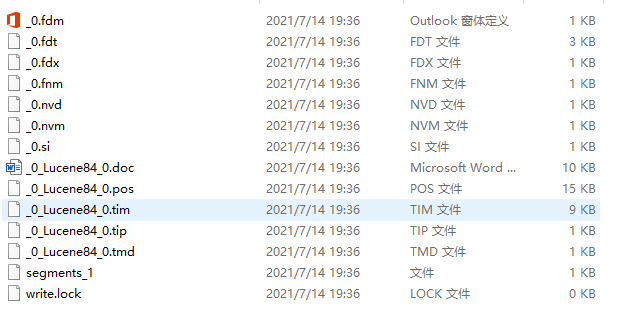 _0.fdm 2021/7/14 19:36 Outlook 窗体定义 1 KB
_0.fdt 2021/7/14 19:36 FDT 文件 3 KB
_0.fdx 2021/7/14 19:36 FDX 文件 1 KB
_0.fnm 2021/7/14 19:36 FNM 文件 1 KB
_0.nvd 2021/7/14 19:36 NVD 文件 1 KB
_0.nvm 2021/7/14 19:36 NVM 文件 1 KB
_0.si 2021/7/14 19:36 SI 文件 1 KB
_0_Lucene84_0.doc 2021/7/14 19:36 Microsoft Word ... 10 KB
_0_Lucene84_0.pos 2021/7/14 19:36 POS 文件 15 KB
_0_Lucene84_0.tim 2021/7/14 19:36 TIM 文件 9 KB
_0_Lucene84_0.tip 2021/7/14 19:36 TIP 文件 1 KB
_0_Lucene84_0.tmd 2021/7/14 19:36 TMD 文件 1 KB
segments_1 2021/7/14 19:36 文件 1 KB
write.lock 2021/7/14 19:36 LOCK 文件 0 KB